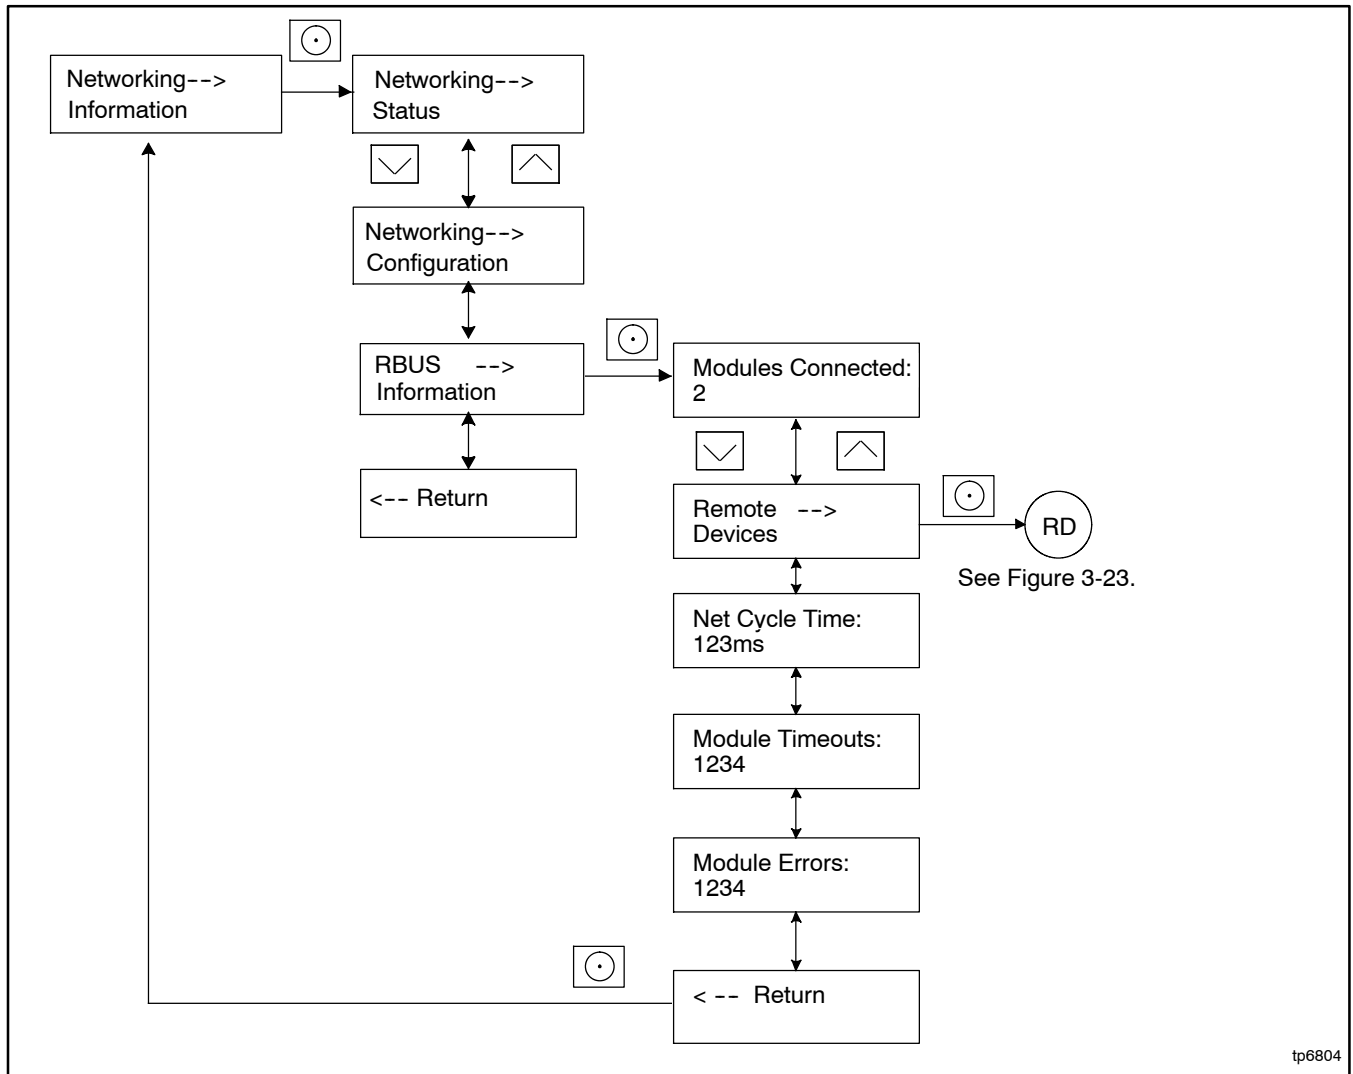 Networking-->
Information
Networking-->
Status
Networking-->
Configuration
RBUS -->
Information
<-- Return
Modules Connected:
2
Remote -->
Devices
RD
See Figure 3-23.
Net Cycle Time:
123ms
Module Timeouts:
1234
Module Errors:
1234
< -- Return
tp6804